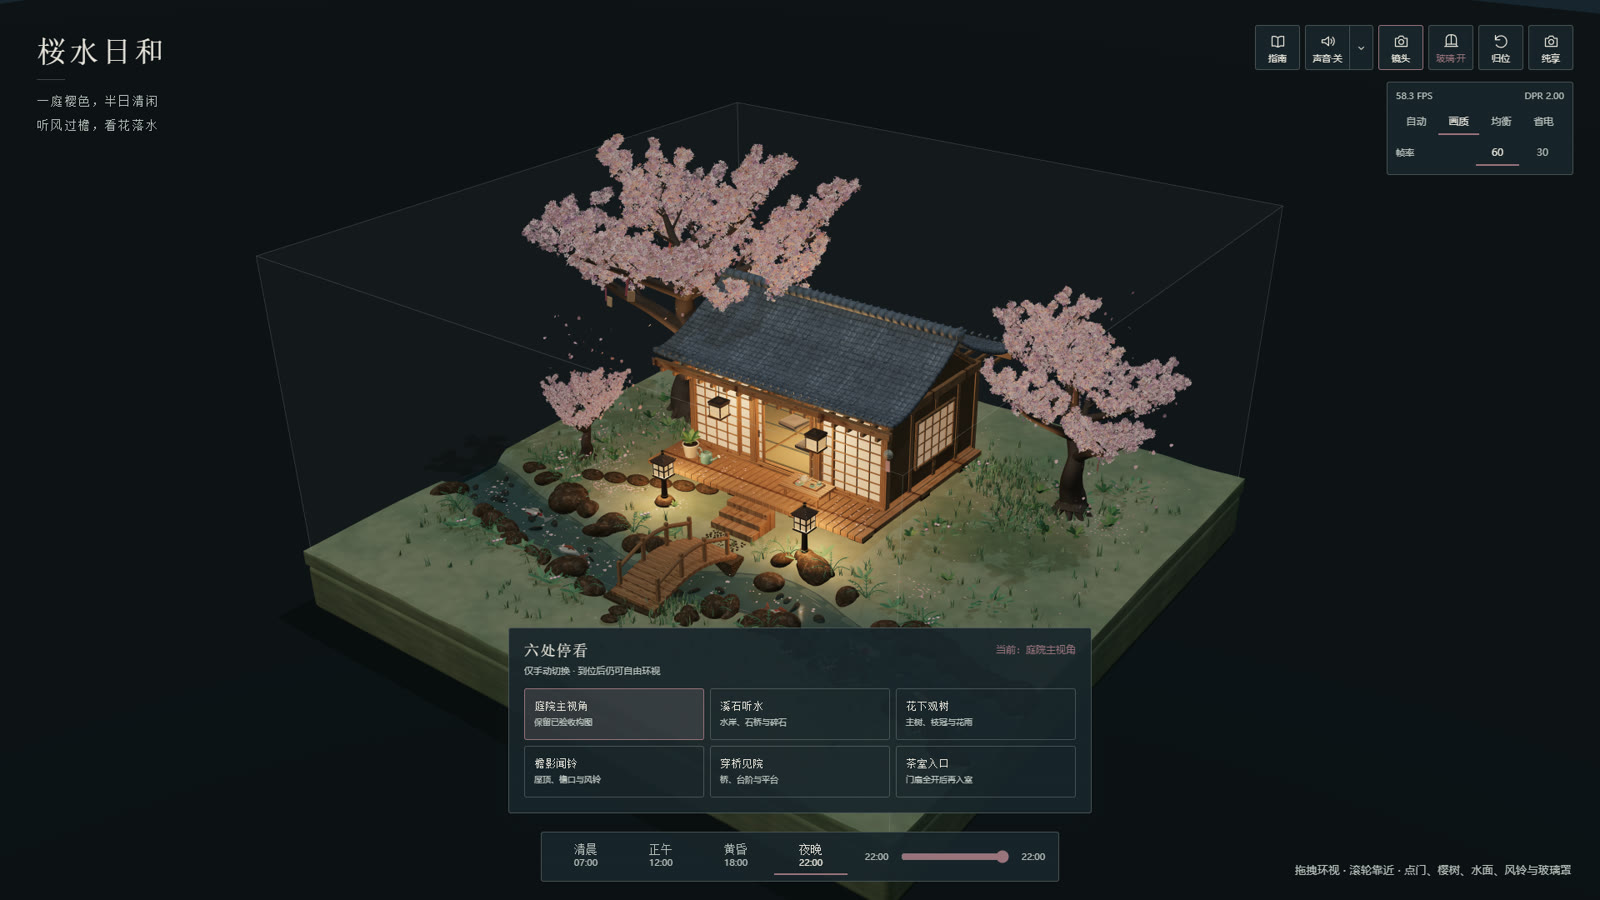 桜水日和
一庭樱色，半日清闲
听风过檐，看花落水
指南
声音·关
镜头
玻璃·开
归位
纯享
58.3 FPS
DPR 2.00
自动
画质
均衡
省电
帧率
60
30
六处停看
当前：庭院主视角
仅手动切换 · 到位后仍可自由环视
庭院主视角
保留已验收构图
溪石听水
水岸、石桥与碎石
花下观树
主树、枝冠与花雨
檐影闻铃
屋顶、檐口与风铃
穿桥见院
桥、台阶与平台
茶室入口
门扇全开后再入室
清晨
07:00
正午
12:00
黄昏
18:00
夜晚
22:00
22:00
22:00
拖拽环视 · 滚轮靠近 · 点门、樱树、水面、风铃与玻璃罩